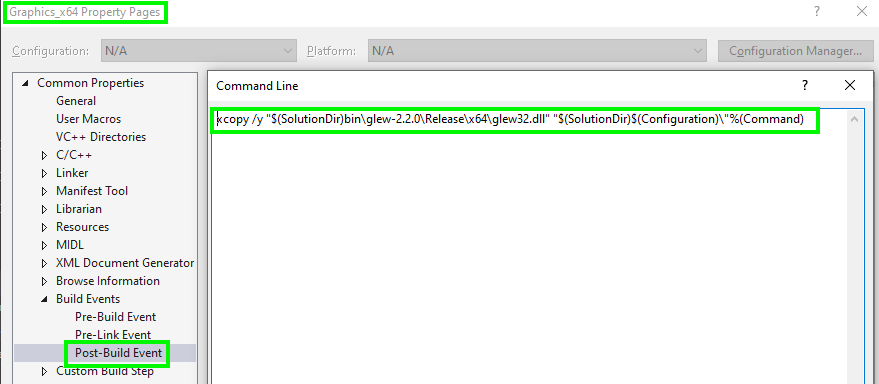 Graphics_x64 Property Pages
Configuration: N/A Platform: N/A Configuration Manager...
Common Properties
General
User Macros
VC++ Directories
C/C++
Linker
Manifest Tool
Librarian
Resources
MIDL
XML Document Generator
Browse Information
Build Events
Pre-Build Event
Pre-Link Event
Post-Build Event
Custom Build Step
Command Line
xcopy /y "$(SolutionDir)bin\glew-2.2.0\Release\x64\glew32.dll" "$(SolutionDir)$(Configuration)\"%(Command)